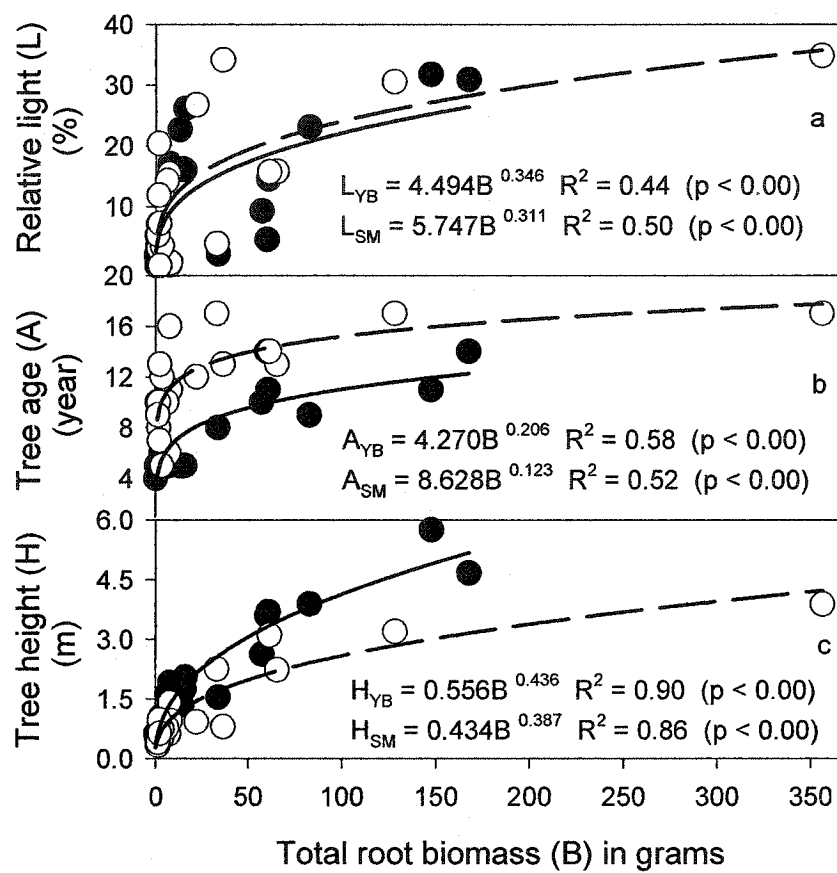 40
30
20
10
Relative light (L)
(%)
a
L_YB = 4.494B^0.346 R^2 = 0.44 (p < 0.00)
L_SM = 5.747B^0.311 R^2 = 0.50 (p < 0.00)
20
16
12
8
4
Tree age (A)
(year)
b
A_YB = 4.270B^0.206 R^2 = 0.58 (p < 0.00)
A_SM = 8.628B^0.123 R^2 = 0.52 (p < 0.00)
6.0
4.5
3.0
1.5
0.0
Tree height (H)
(m)
c
H_YB = 0.556B^0.436 R^2 = 0.90 (p < 0.00)
H_SM = 0.434B^0.387 R^2 = 0.86 (p < 0.00)
0 50 100 150 200 250 300 350
Total root biomass (B) in grams